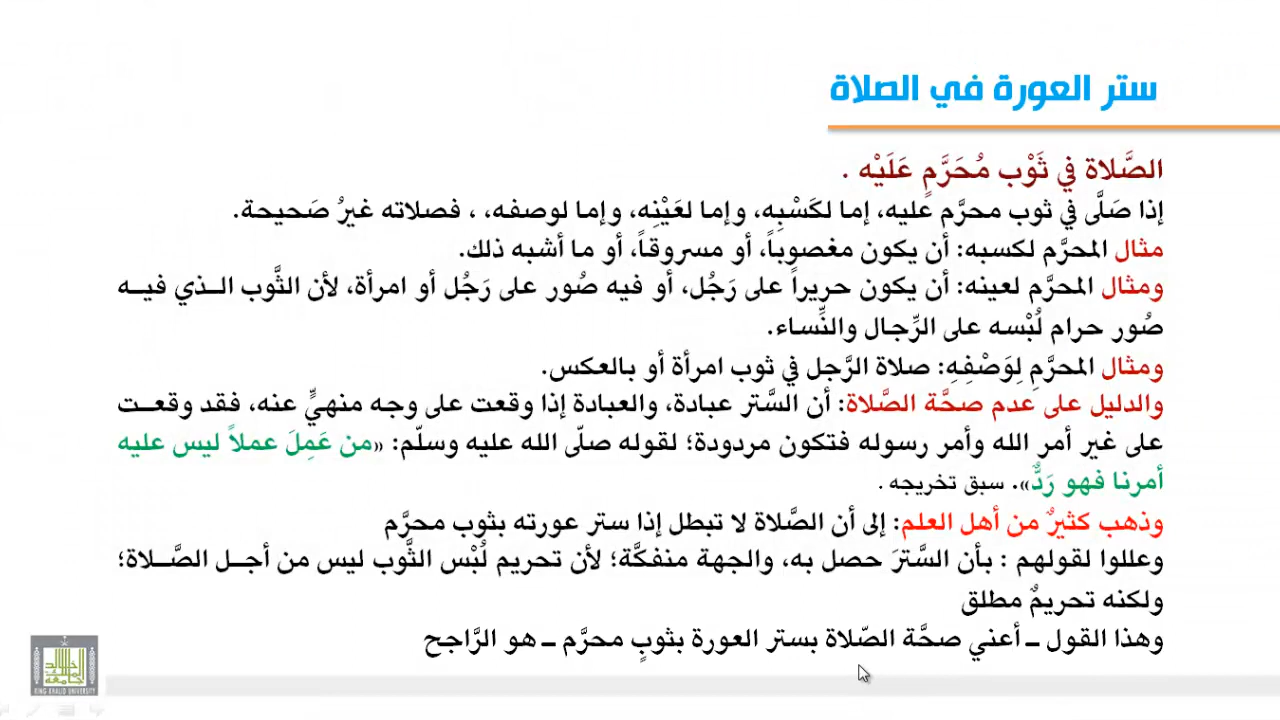 ستر العورة في الصلاة
الصَّلاة في ثَوْب مُحَرَّمٍ عَلَيْه .
إذا صَلَّى في ثوب محرَّم عليه، إما لكَسْبِه، وإما لعَيْنِه، وإما لوصفه، ، فصلاته غيرُ صَحيحة.
مثال المحرَّم لكسبه: أن يكون مغصوباً، أو مسروقاً، أو ما أشبه ذلك.
ومثال المحرَّم لعينه: أن يكون حريراً على رَجُل، أو فيه صُور على رَجُل أو امرأة، لأن الثَّوب الـذي فيـه
صُور حرام لُبْسه على الرِّجال والنِّساء.
ومثال المحرَّمِ لِوَصْفِهِ: صلاة الرَّجل في ثوب امرأة أو بالعكس.
والدليل على عدم صحَّة الصَّلاة: أن السَّتر عبادة، والعبادة إذا وقعت على وجه منهيٍّ عنه، فقد وقعـت
على غير أمر الله وأمر رسوله فتكون مردودة؛ لقوله صلّى الله عليه وسلّم: «من عَمِلَ عملاً ليس عليه
أمرنا فهو رَدٌّ». سبق تخريجه .
وذهب كثيرٌ من أهل العلم: إلى أن الصَّلاة لا تبطل إذا ستر عورته بثوب محرَّم
وعللوا لقولهم : بأن السَّترَ حصل به، والجهة منفكَّة؛ لأن تحريم لُبْس الثَّوب ليس من أجـل الصَّـلاة؛
ولكنه تحريمٌ مطلق
وهذا القول ـ أعني صحَّة الصّلاة بستر العورة بثوبٍ محرَّم ـ هو الرَّاجح
جامعة الملك خالد
KING KHALID UNIVERSITY